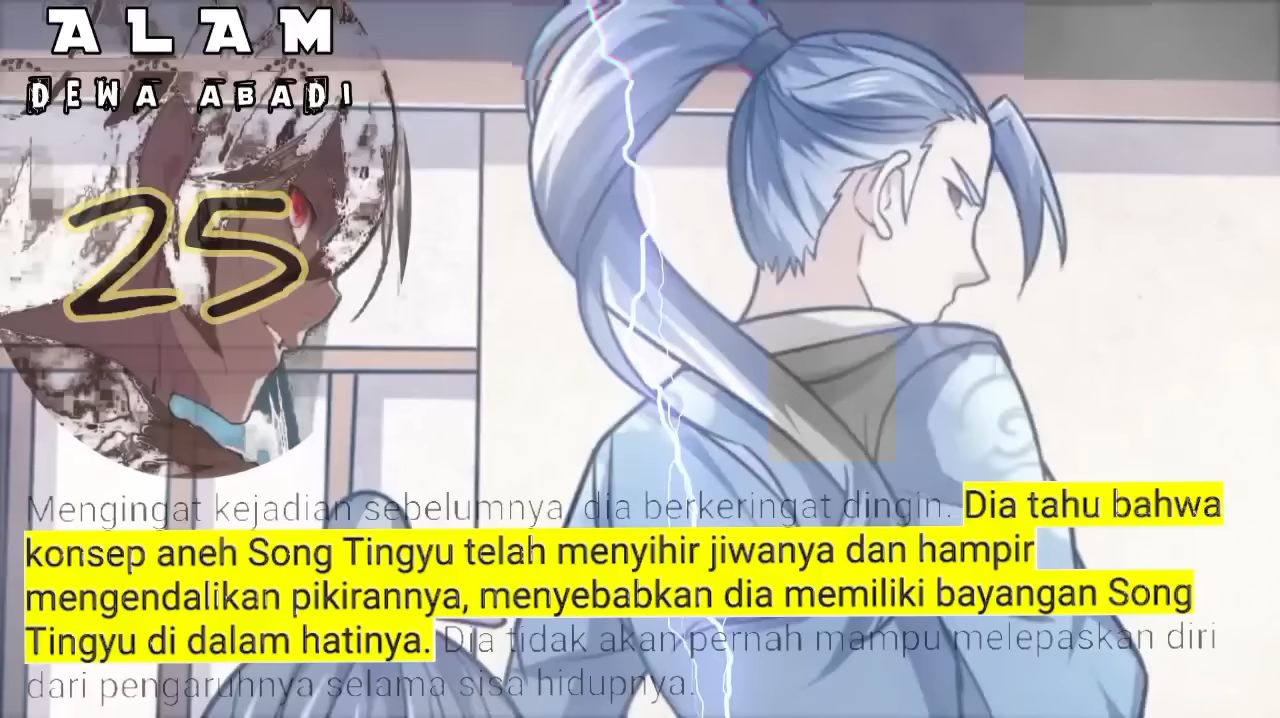 ALAM
DEWA ABADI
25
Mengingat kejadian sebelumnya, dia berkeringat dingin. Dia tahu bahwa
konsep aneh Song Tingyu telah menyihir jiwanya dan hampir
mengendalikan pikirannya, menyebabkan dia memiliki bayangan Song
Tingyu di dalam hatinya. Dia tidak akan pernah mampu melepaskan diri
dari pengaruhnya selama sisa hidupnya.